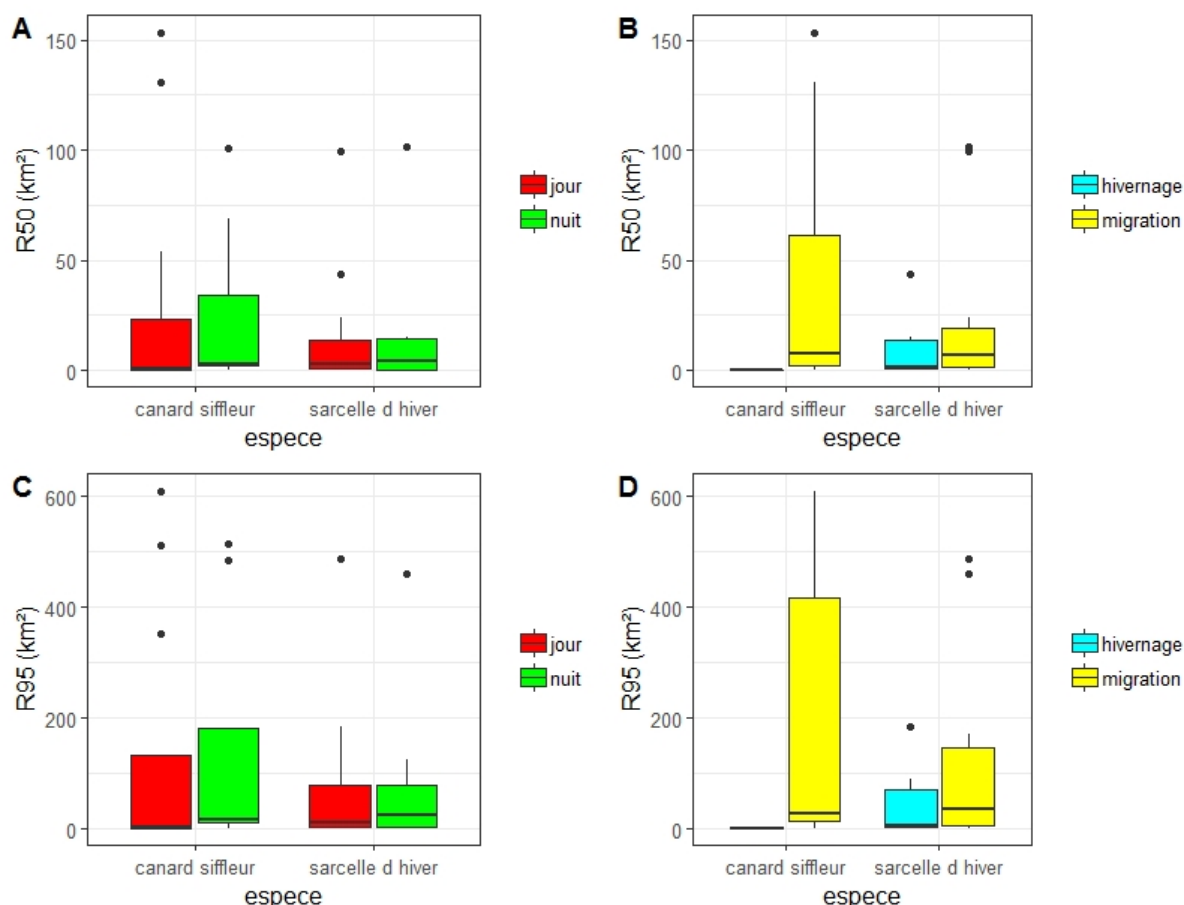 A
R50 (km²)
150
100
50
0
canard siffleur sarcelle d hiver
espece
jour
nuit
B
R50 (km²)
150
100
50
0
canard siffleur sarcelle d hiver
espece
hivernage
migration
C
R95 (km²)
600
400
200
0
canard siffleur sarcelle d hiver
espece
jour
nuit
D
R95 (km²)
600
400
200
0
canard siffleur sarcelle d hiver
espece
hivernage
migration